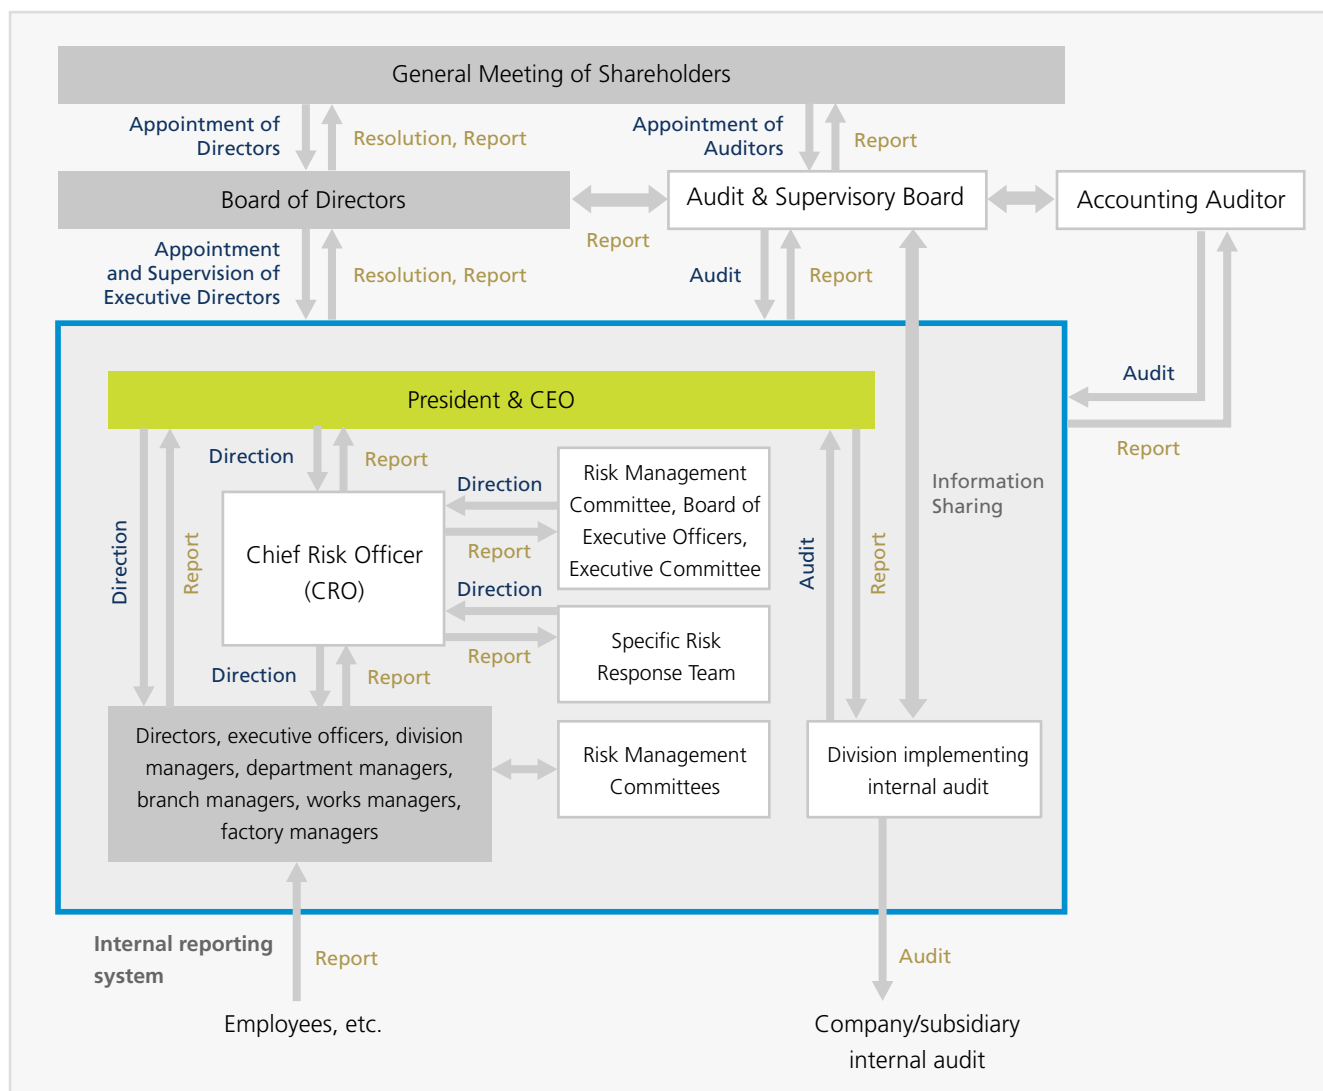 General Meeting of Shareholders
Appointment of
Directors
Resolution, Report
Appointment of
Auditors
Report
Board of Directors
Audit & Supervisory Board
Accounting Auditor
Report
Appointment
and Supervision of
Executive Directors
Resolution, Report
Audit
Report
Audit
Report
President & CEO
Direction
Report
Direction
Report
Chief Risk Officer
(CRO)
Direction
Report
Risk Management
Committee, Board of
Executive Officers,
Executive Committee
Direction
Report
Specific Risk
Response Team
Direction
Report
Audit
Report
Information
Sharing
Directors, executive officers, division
managers, department managers,
branch managers, works managers,
factory managers
Risk Management
Committees
Division implementing
internal audit
Internal reporting
system
Report
Audit
Employees, etc.
Company/subsidiary
internal audit